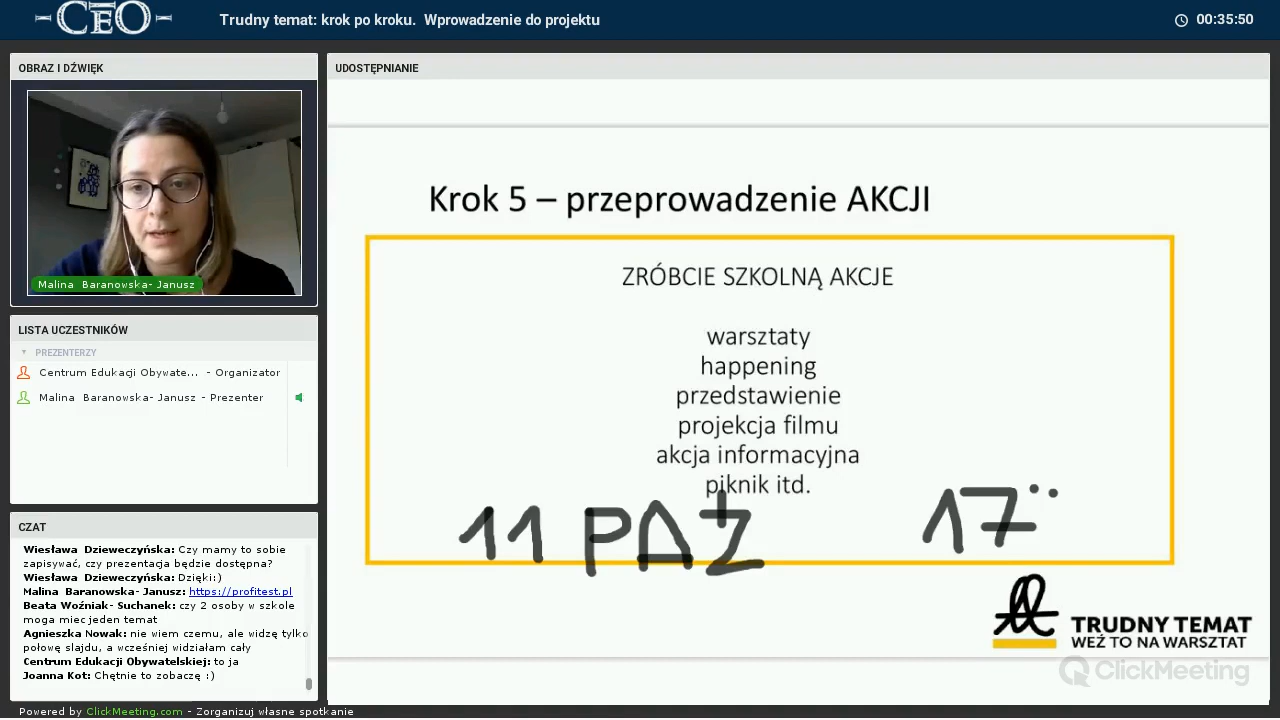 CEO
Trudny temat: krok po kroku. Wprowadzenie do projektu
00:35:50
OBRAZ I DŹWIĘK
Malina Baranowska- Janusz
LISTA UCZESTNIKÓW
PREZENTERZY
Centrum Edukacji Obywate... - Organizator
Malina Baranowska- Janusz - Prezenter
CZAT
Wiesława Dzieweczyńska: Czy mamy to sobie
zapisywać, czy prezentacja będzie dostępna?
Wiesława Dzieweczyńska: Dzięki:)
Malina Baranowska- Janusz: https://profitest.pl
Beata Woźniak- Suchanek: czy 2 osoby w szkole
moga miec jeden temat
Agnieszka Nowak: nie wiem czemu, ale widzę tylko
połowę slajdu, a wcześniej widziałam cały
Centrum Edukacji Obywatelskiej: to ja
Joanna Kot: Chętnie to zobaczę :)
UDOSTĘPNIANIE
Krok 5 – przeprowadzenie AKCJI
ZRÓBCIE SZKOLNĄ AKCJE
warsztaty
happening
przedstawienie
projekcja filmu
akcja informacyjna
piknik itd.
11 PAŹ 17
TRUDNY TEMAT
WEŹ TO NA WARSZTAT
ClickMeeting
Powered by ClickMeeting.com - Zorganizuj własne spotkanie